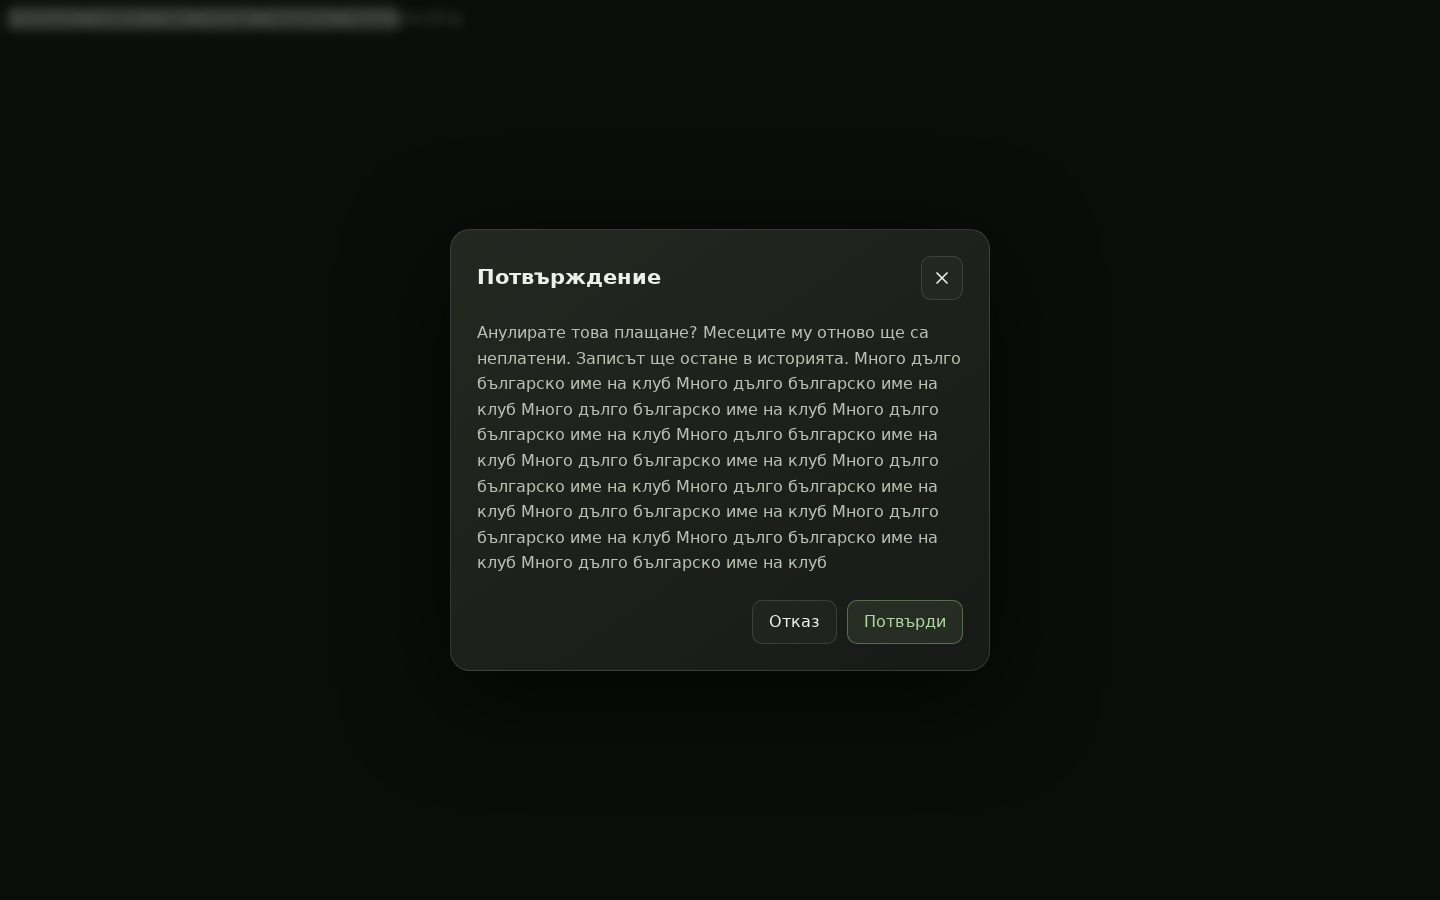 Потвърждение
Анулирате това плащане? Месеците му отново ще са
неплатени. Записът ще остане в историята. Много дълго
българско име на клуб Много дълго българско име на
клуб Много дълго българско име на клуб Много дълго
българско име на клуб Много дълго българско име на
клуб Много дълго българско име на клуб Много дълго
българско име на клуб Много дълго българско име на
клуб Много дълго българско име на клуб Много дълго
българско име на клуб Много дълго българско име на
клуб Много дълго българско име на клуб
Отказ
Потвърди